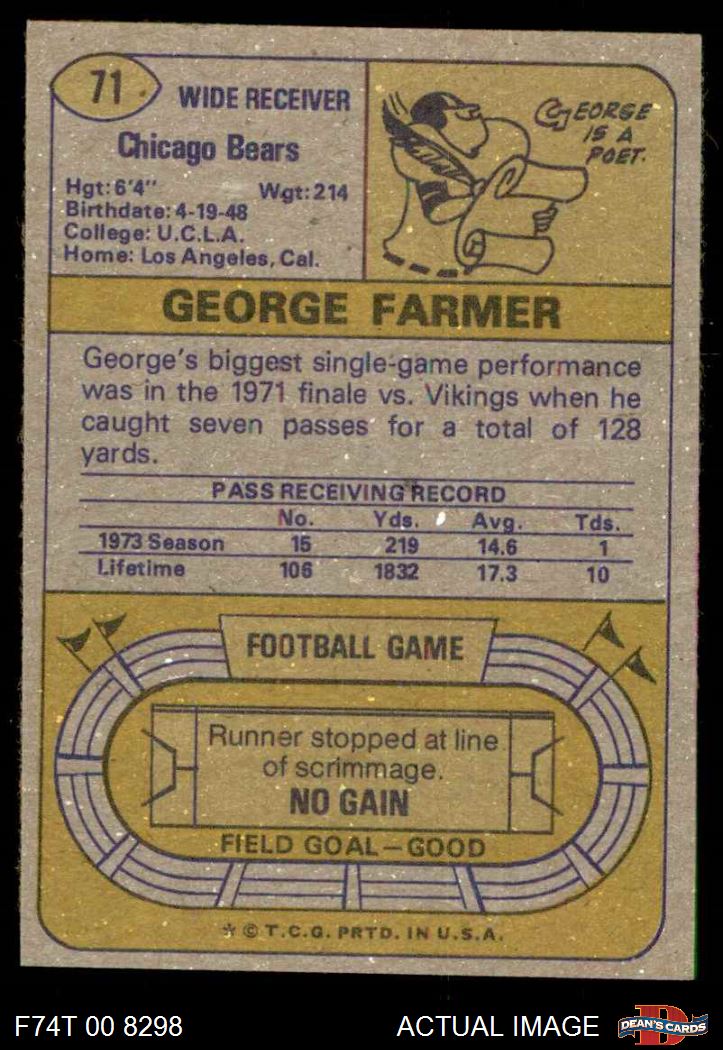 71
WIDE RECEIVER
Chicago Bears
Hgt: 6'4" Wgt: 214
Birthdate: 4-19-48
College: U.C.L.A.
Home: Los Angeles, Cal.
GEORGE
IS A
POET.
GEORGE FARMER
George's biggest single-game performance
was in the 1971 finale vs. Vikings when he
caught seven passes for a total of 128
yards.
PASS RECEIVING RECORD
No. Yds. Avg. Tds.
1973 Season 15 219 14.6 1
Lifetime 106 1832 17.3 10
FOOTBALL GAME
Runner stopped at line
of scrimmage.
NO GAIN
FIELD GOAL—GOOD
* © T.C.G. PRTD. IN U.S.A.
F74T 00 8298 ACTUAL IMAGE
D
DEAN'S CARDS